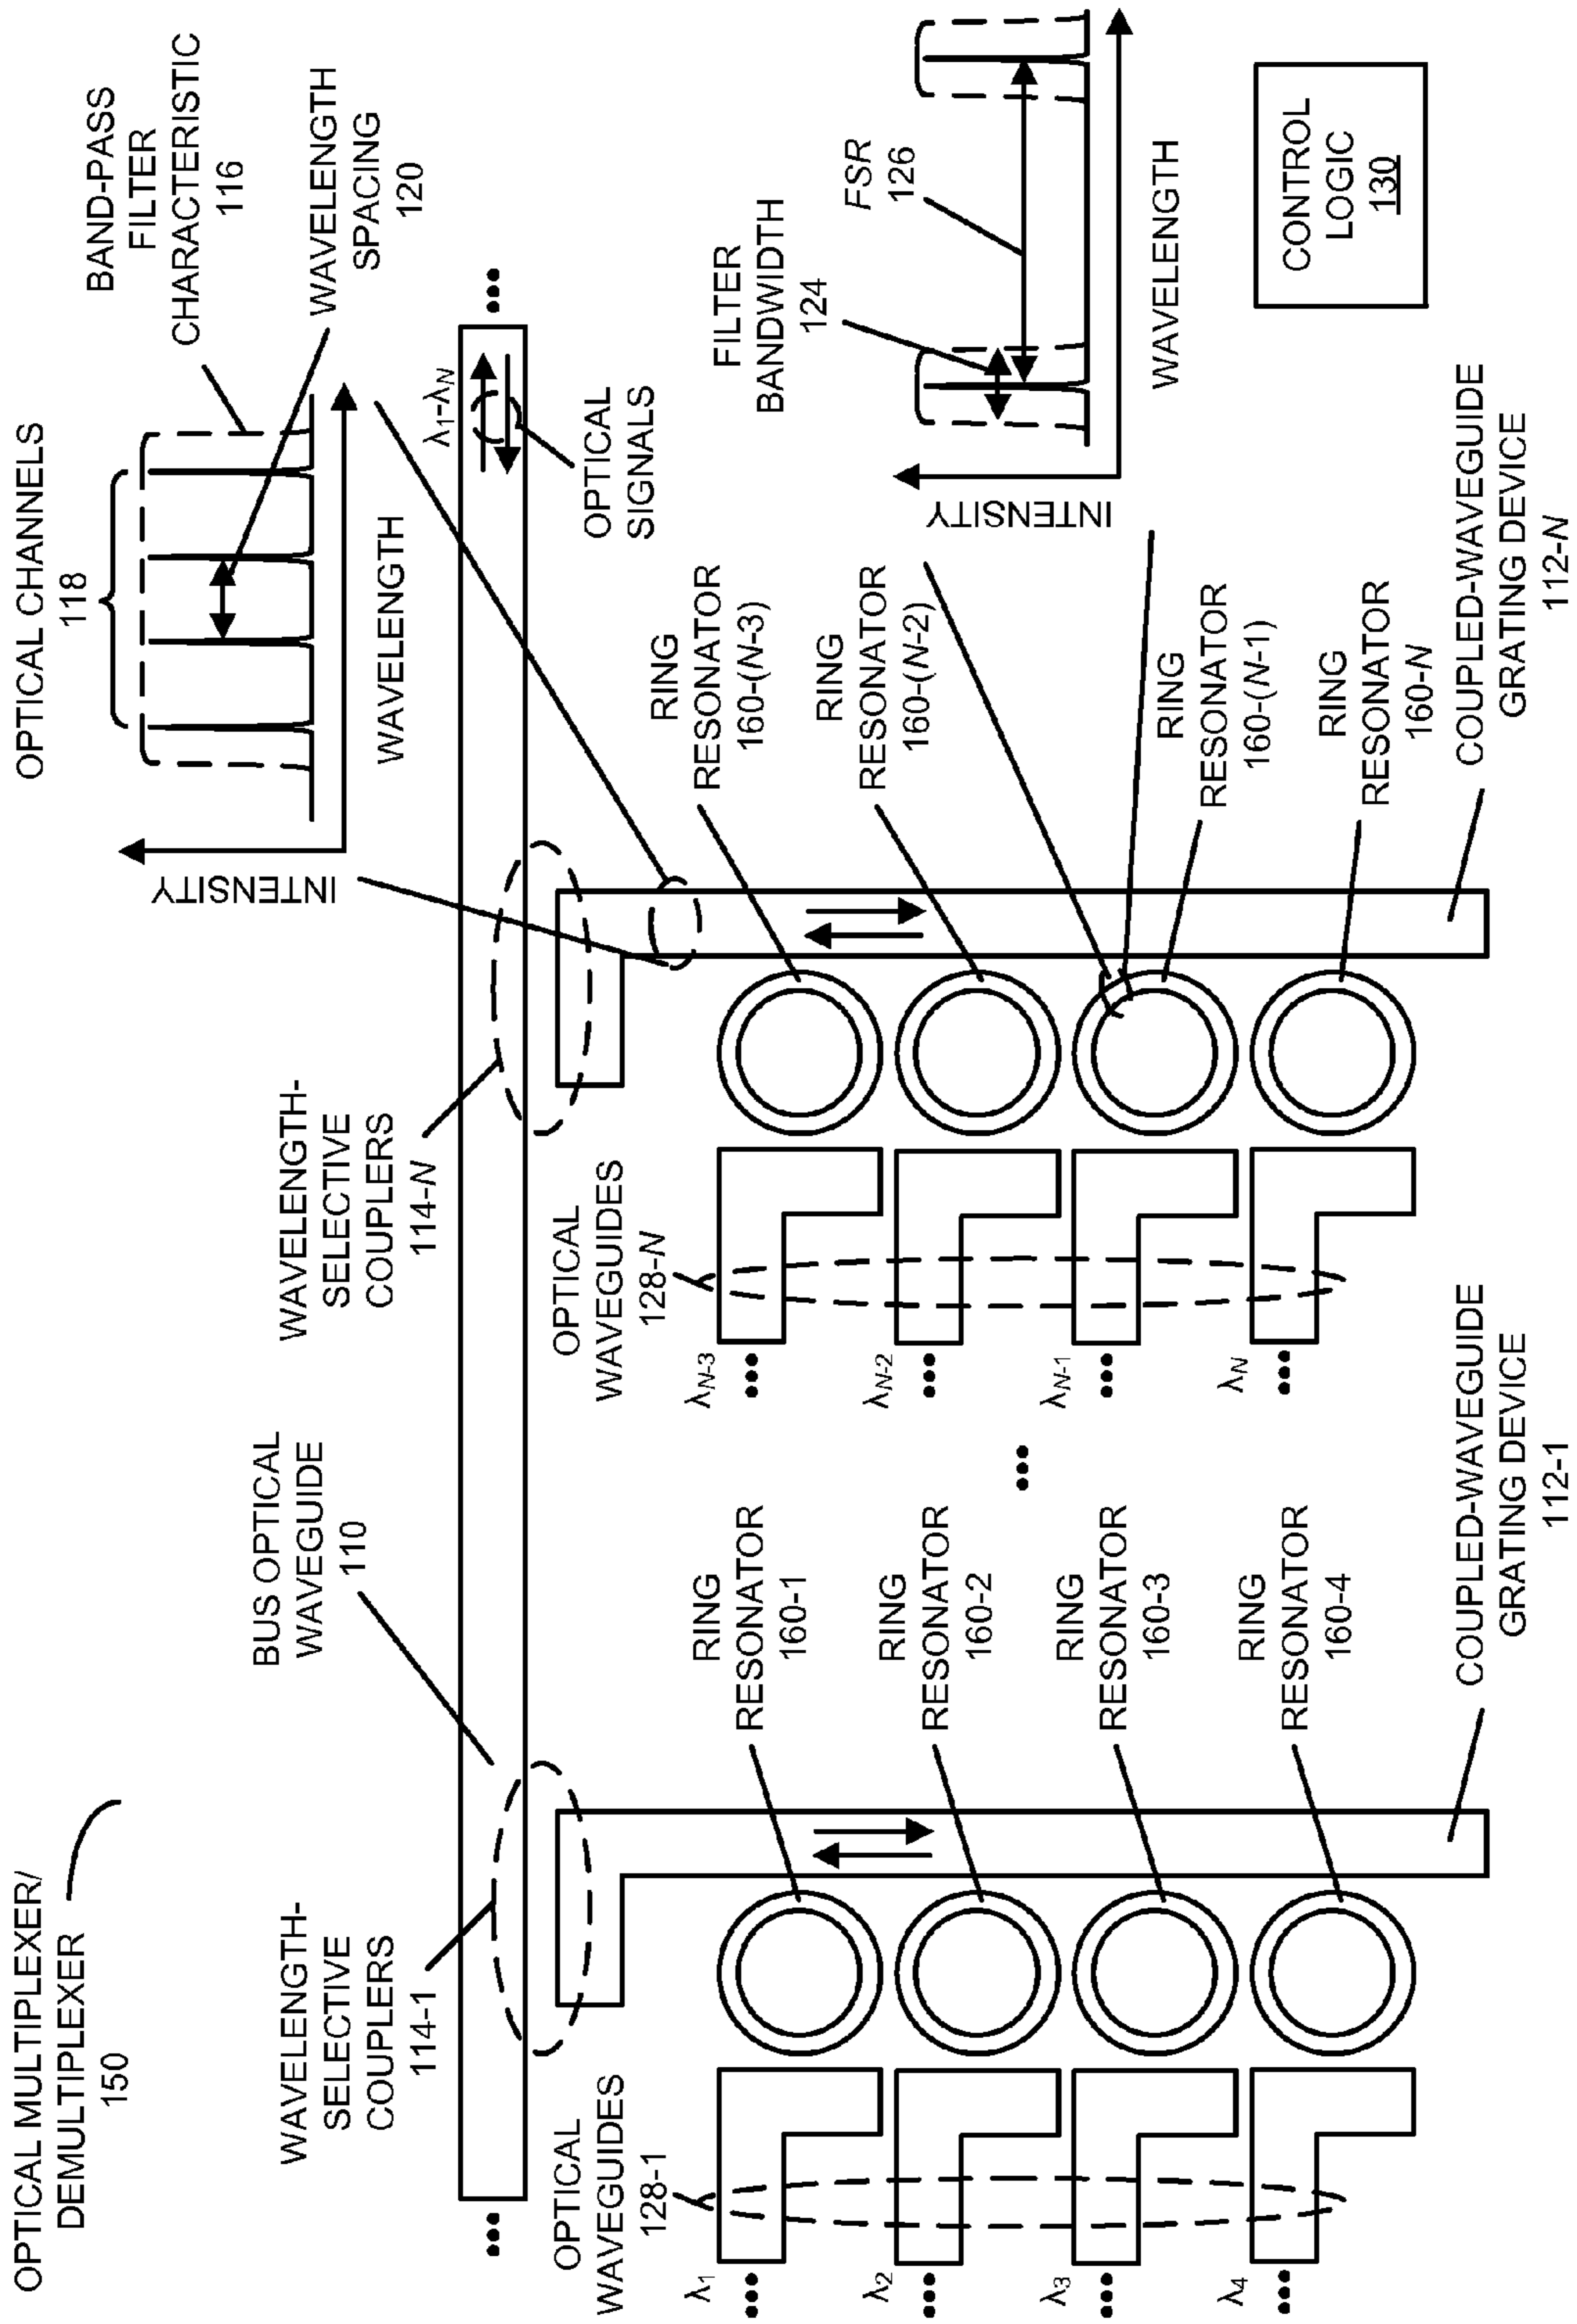 OPTICAL MULTIPLEXER/
DEMULTIPLEXER
150
OPTICAL CHANNELS
118
BAND-PASS
FILTER
CHARACTERISTIC
116
INTENSITY
WAVELENGTH
WAVELENGTH
SPACING
120
WAVELENGTH-
SELECTIVE
COUPLERS
114-1
BUS OPTICAL
WAVEGUIDE
110
WAVELENGTH-
SELECTIVE
COUPLERS
114-N
λ1-λN
•••
•••
OPTICAL
SIGNALS
OPTICAL
WAVEGUIDES
128-1
λ1
•••
λ2
•••
λ3
•••
λ4
•••
RING
RESONATOR
160-1
RING
RESONATOR
160-2
RING
RESONATOR
160-3
RING
RESONATOR
160-4
COUPLED-WAVEGUIDE
GRATING DEVICE
112-1
•••
OPTICAL
WAVEGUIDES
128-N
λN-3
•••
λN-2
•••
λN-1
•••
λN
•••
RING
RESONATOR
160-(N-3)
RING
RESONATOR
160-(N-2)
RING
RESONATOR
160-(N-1)
RING
RESONATOR
160-N
COUPLED-WAVEGUIDE
GRATING DEVICE
112-N
FILTER
BANDWIDTH
124
FSR
126
INTENSITY
WAVELENGTH
CONTROL
LOGIC
130